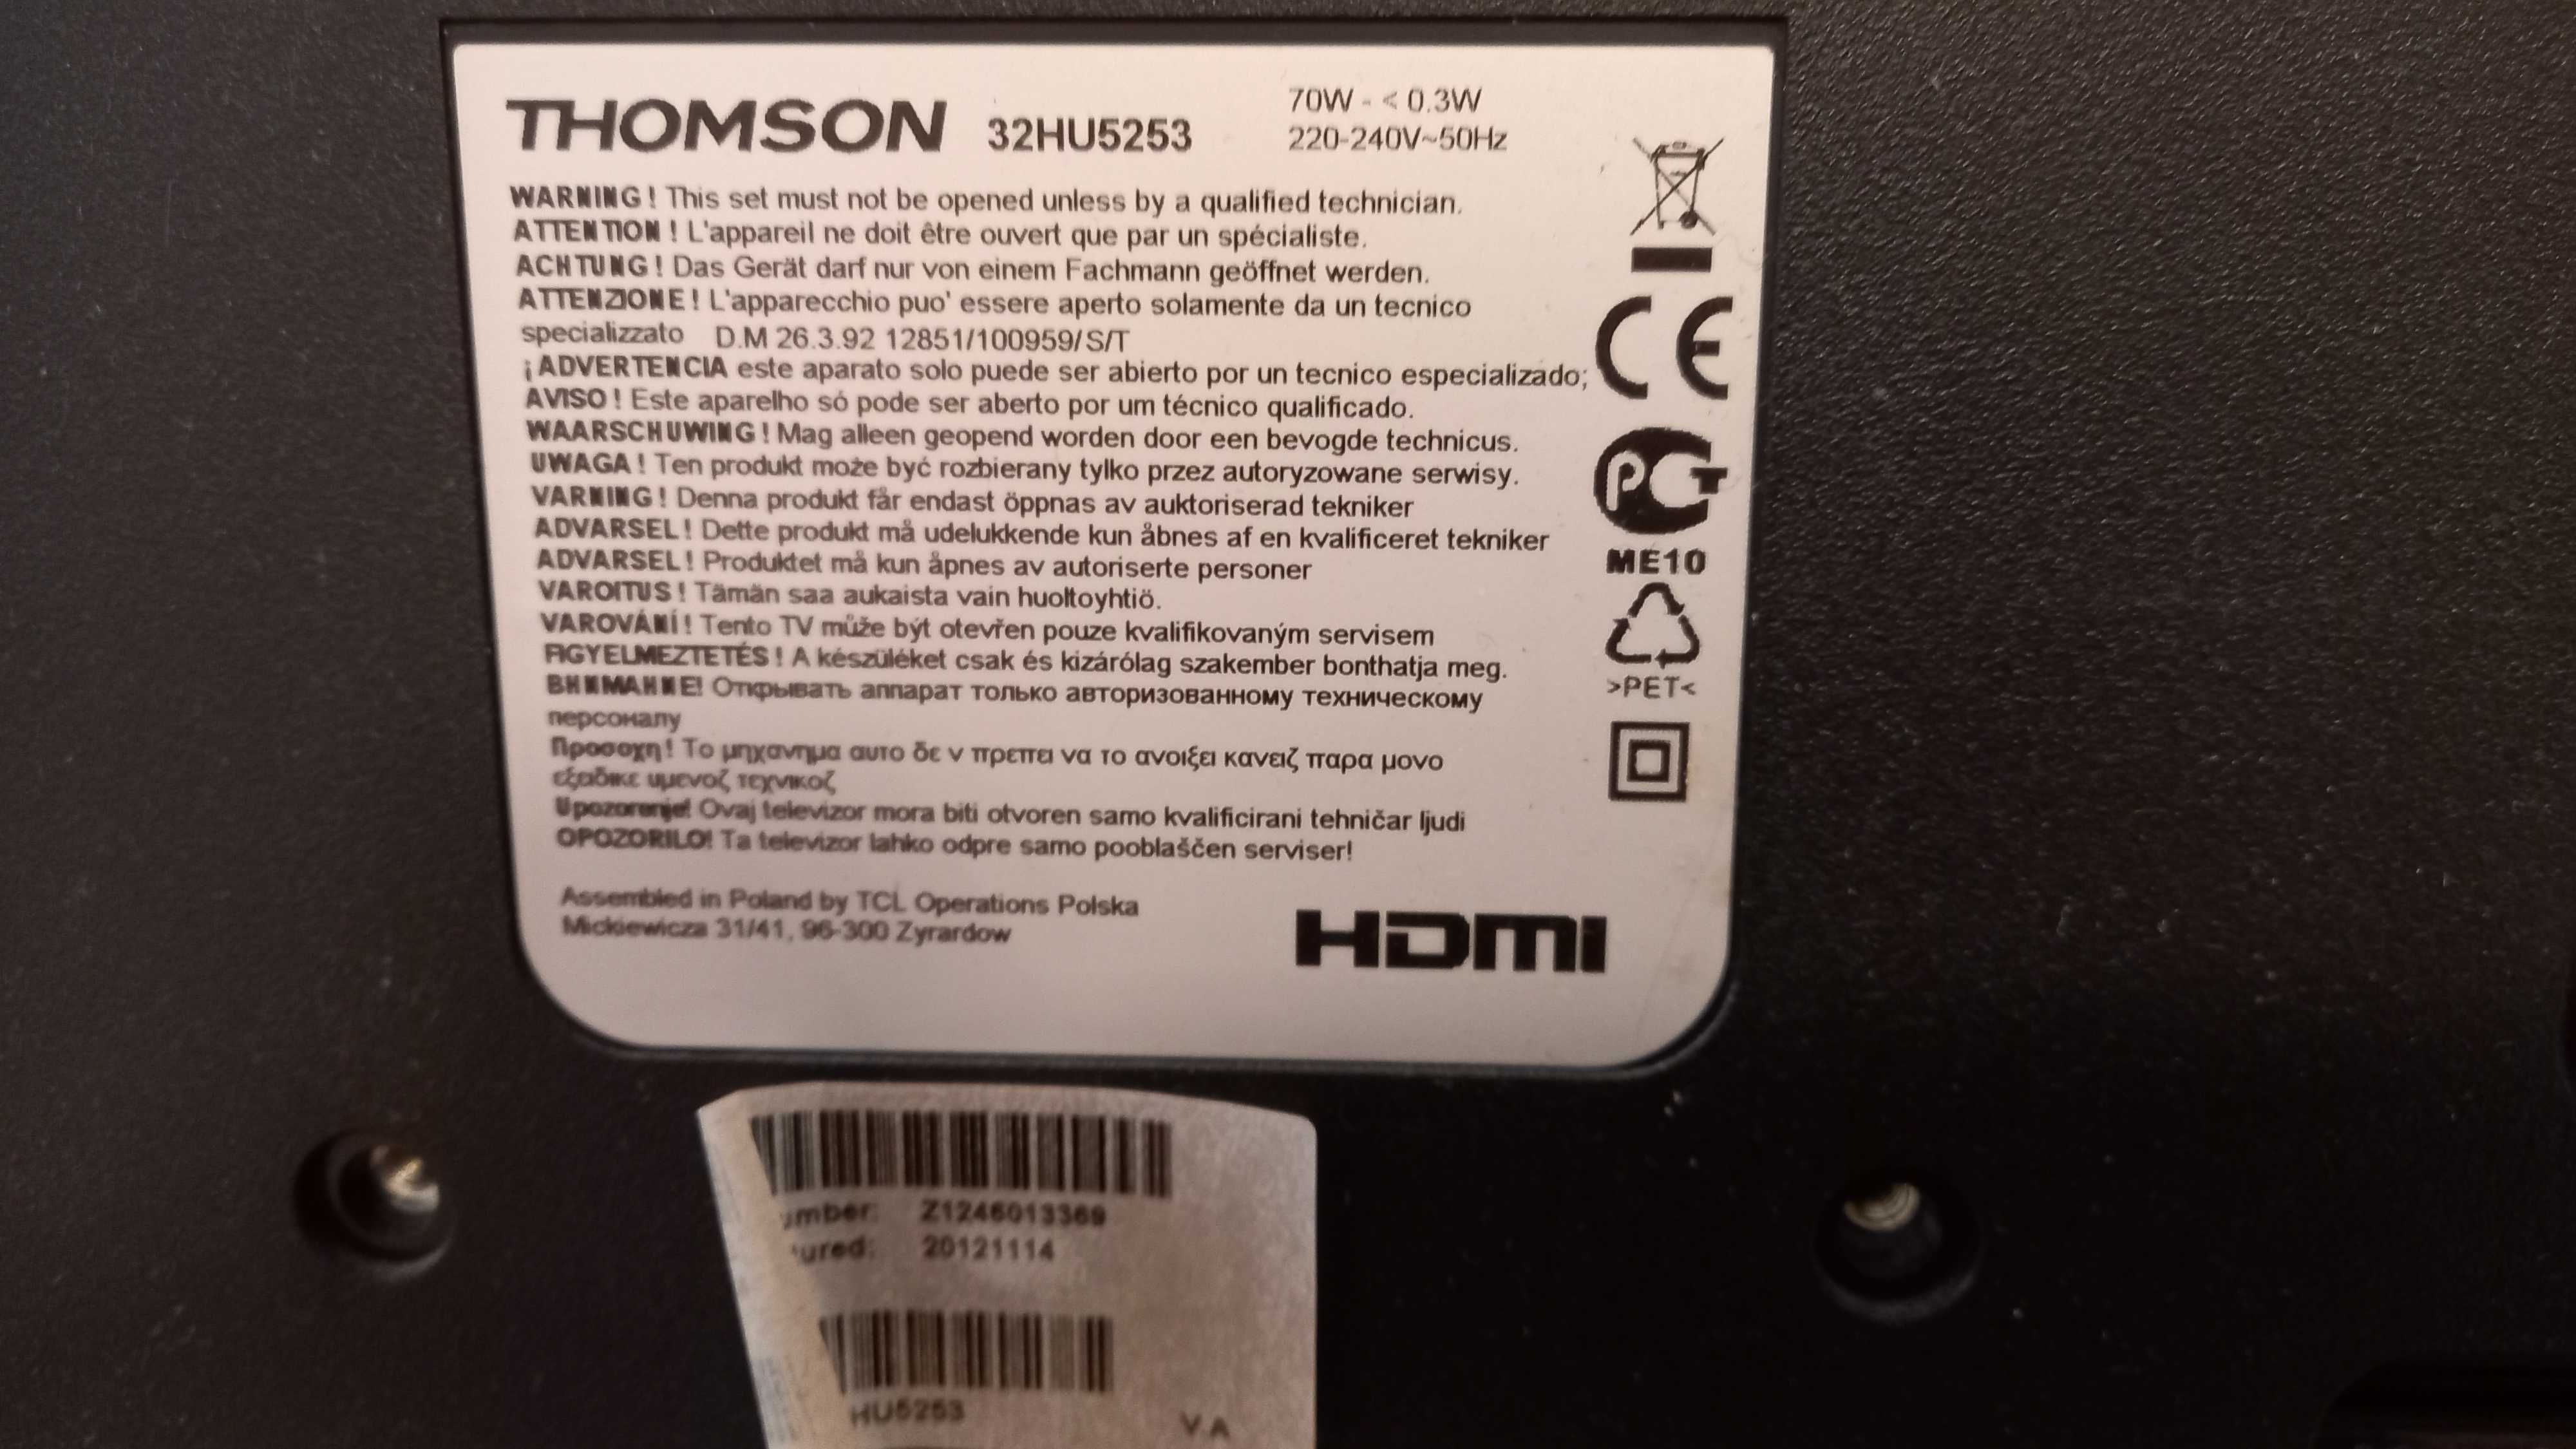 THOMSON 32HU5253
70W - < 0.3W
220-240V~50Hz
WARNING! This set must not be opened unless by a qualified technician.
ATTENTION! L'appareil ne doit être ouvert que par un spécialiste.
ACHTUNG! Das Gerät darf nur von einem Fachmann geöffnet werden.
ATTENZIONE! L'apparecchio puo' essere aperto solamente da un tecnico
specializzato D.M 26.3.92 12851/100959/S/T
¡ADVERTENCIA este aparato solo puede ser abierto por un tecnico especializado;
AVISO! Este aparelho só pode ser aberto por um técnico qualificado.
WAARSCHUWING! Mag alleen geopend worden door een bevogde technicus.
UWAGA! Ten produkt może być rozbierany tylko przez autoryzowane serwisy.
VARNING! Denna produkt får endast öppnas av auktoriserad tekniker
ADVARSEL! Dette produkt må udelukkende kun åbnes af en kvalificeret tekniker
ADVARSEL! Produktet må kun åpnes av autoriserte personer
VAROITUS! Tämän saa aukaista vain huoltoyhtiö.
VAROVÁNÍ! Tento TV může být otevřen pouze kvalifikovaným servisem
FIGYELMEZTETÉS! A készüléket csak és kizárólag szakember bonthatja meg.
ВНИМАНИЕ! Открывать аппарат только авторизованному техническому
персоналу
Προσοχη! Το μηχανημα αυτο δε ν πρεπει να το ανοιξει κανειζ παρα μονο
εξαδικε υμενοζ τεχνικοζ
Upozorenje! Ovaj televizor mora biti otvoren samo kvalificirani tehničar ljudi
OPOZORILO! Ta televizor lahko odpre samo pooblaščen serviser!
Assembled in Poland by TCL Operations Polska
Mickiewicza 31/41, 96-300 Zyrardow
CE
PCT
ME10
>PET<
HDMI
umber: Z1246013369
tured: 20121114
HU5253
V.A